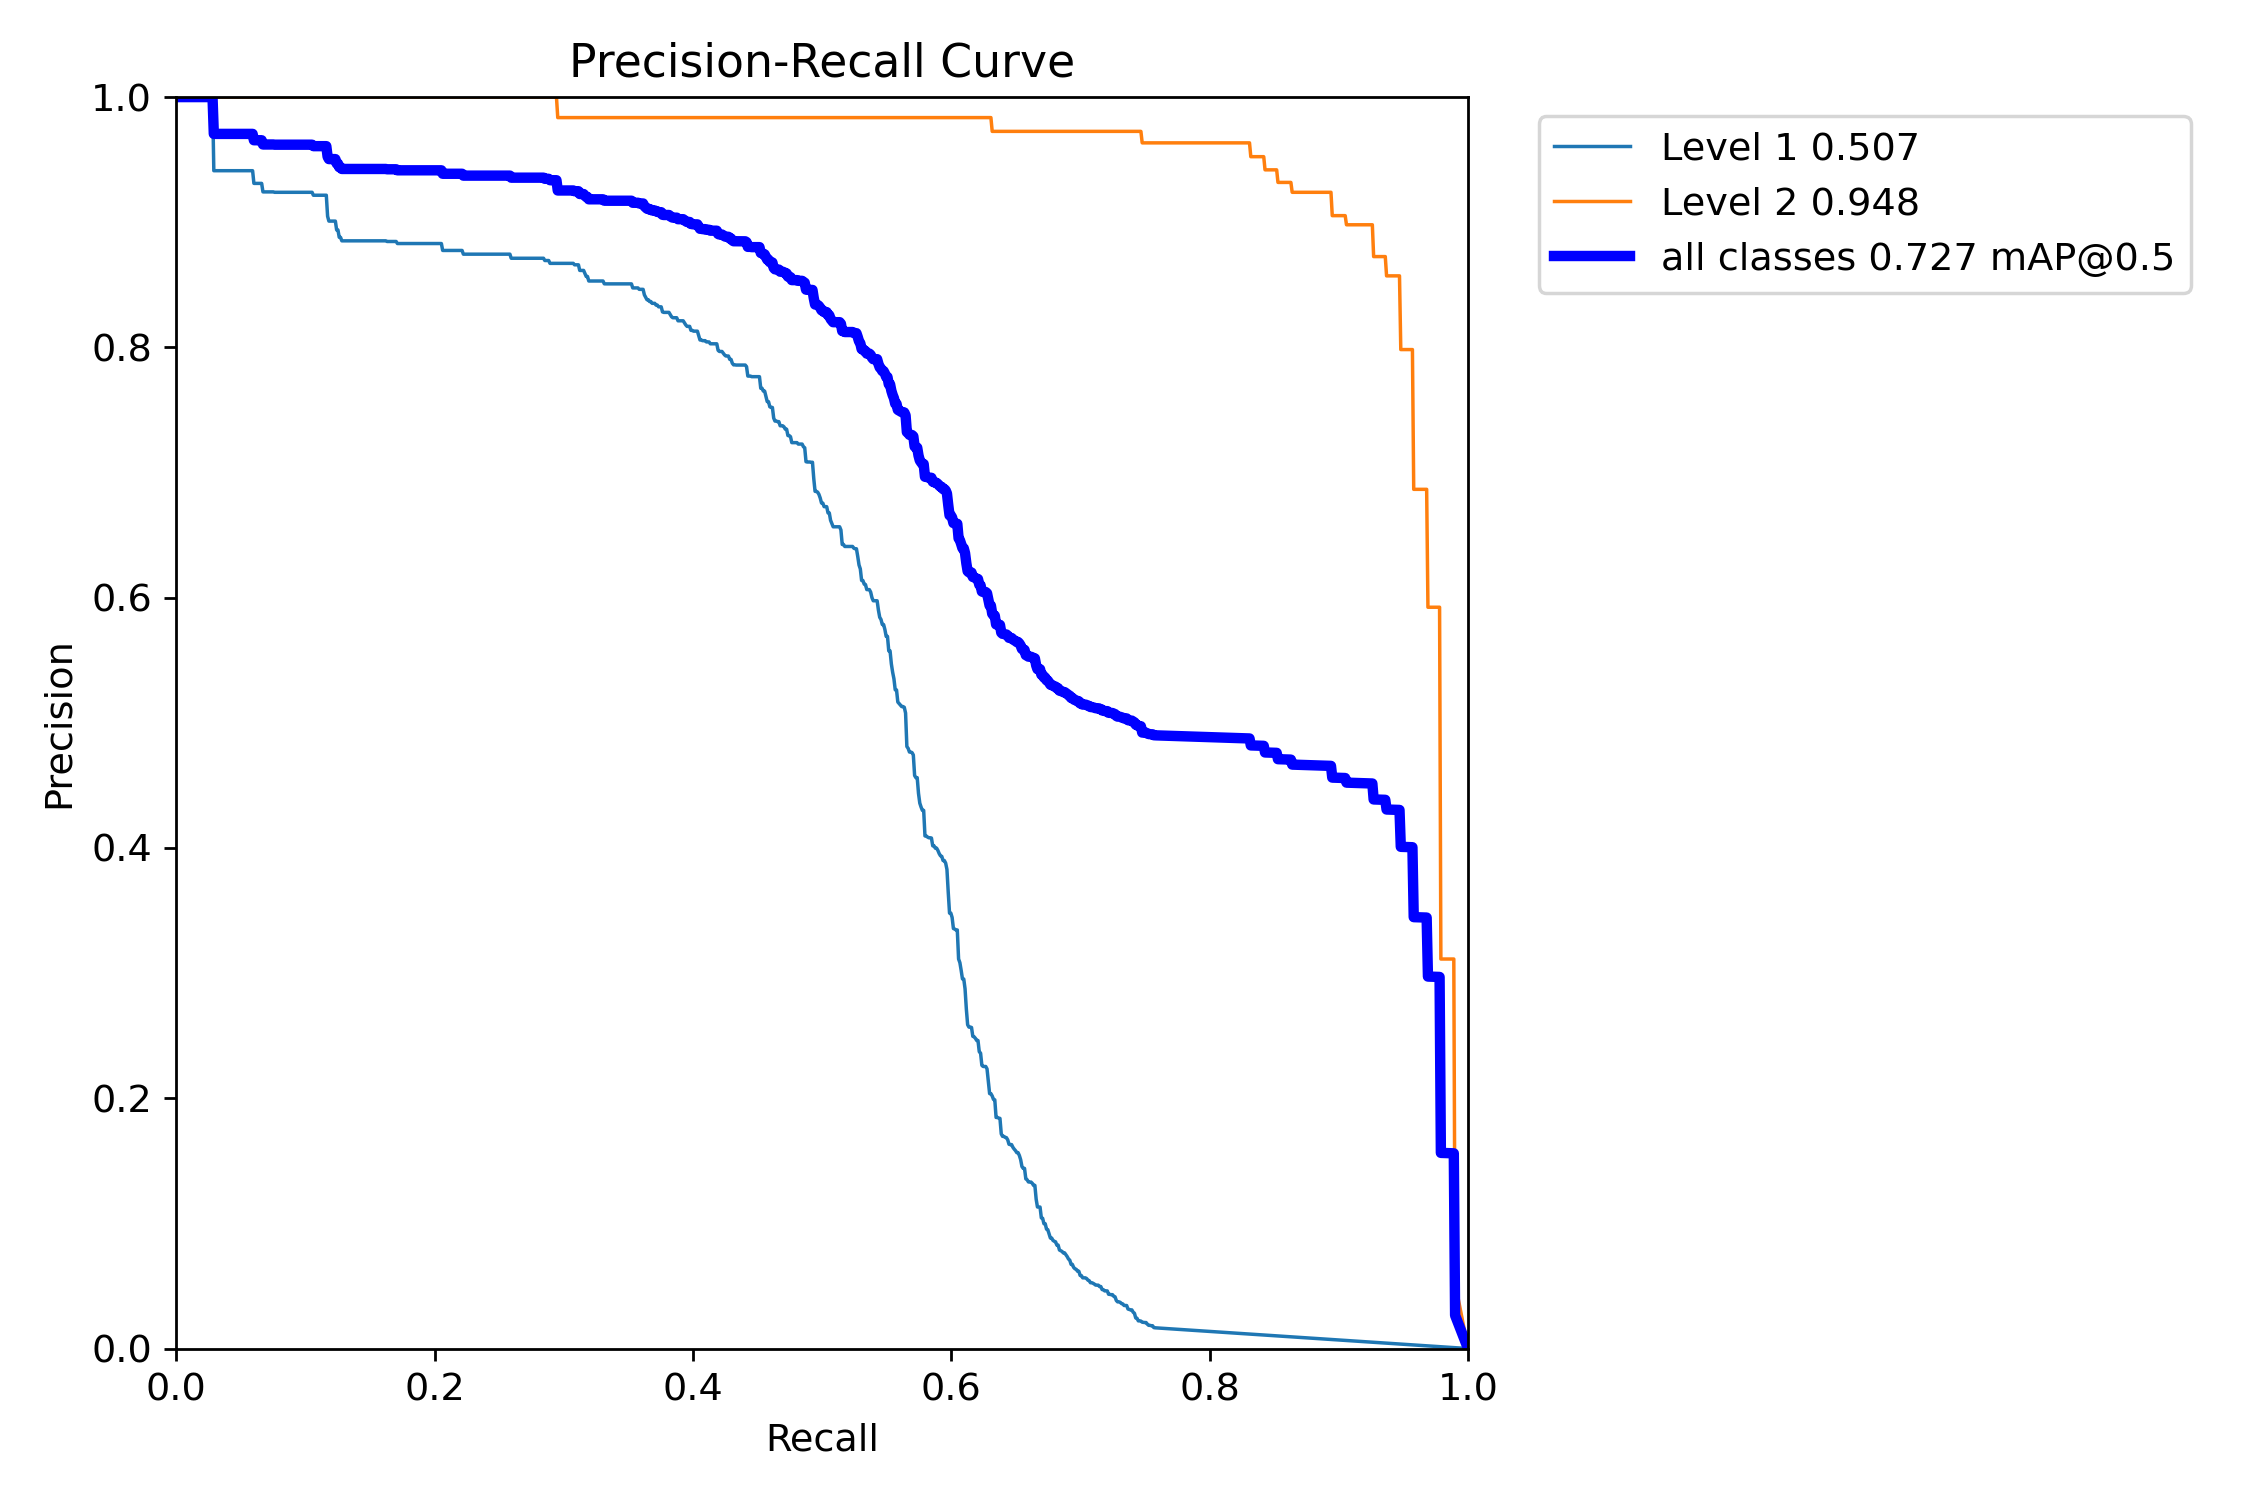 Precision-Recall Curve
1.0
0.8
0.6
0.4
0.2
0.0
Precision
0.0 0.2 0.4 0.6 0.8 1.0
Recall
Level 1 0.507
Level 2 0.948
all classes 0.727 mAP@0.5